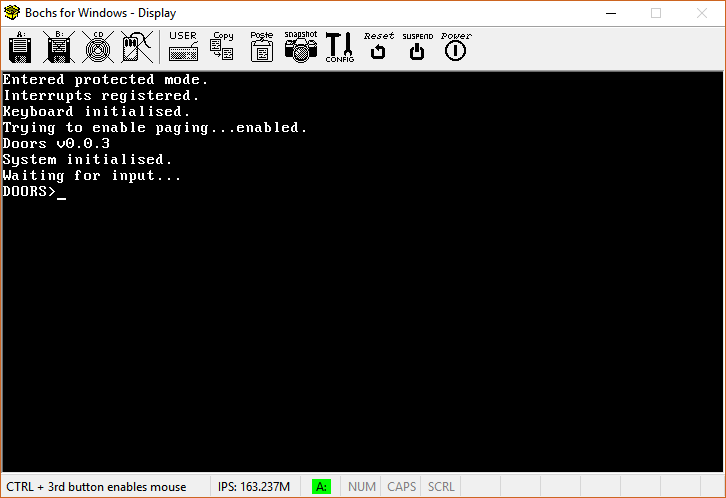 Bochs for Windows - Display
A: B: CD USER Copy Paste snapshot CONFIG Reset SUSPEND Power
Entered protected mode.
Interrupts registered.
Keyboard initialised.
Trying to enable paging...enabled.
Doors v0.0.3
System initialised.
Waiting for input...
DOORS>_
CTRL + 3rd button enables mouse IPS: 163.237M A: NUM CAPS SCRL